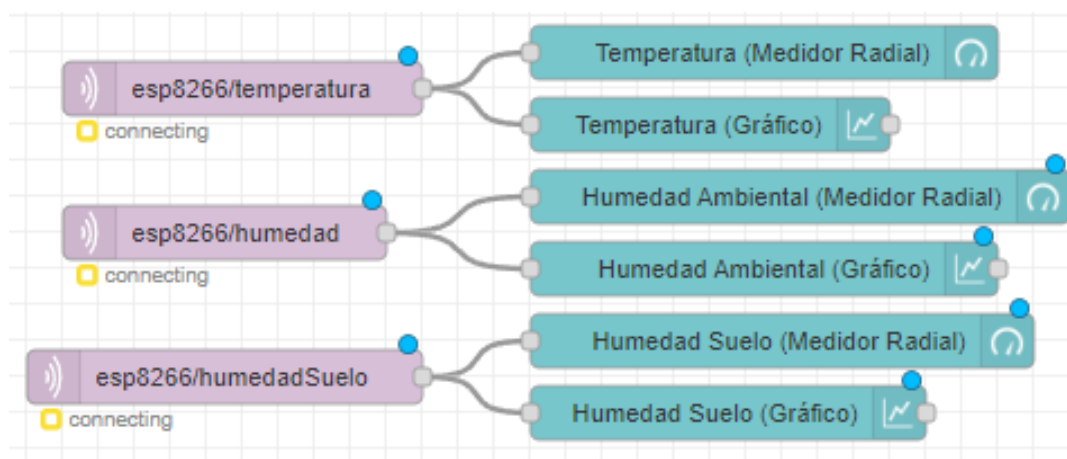 Temperatura (Medidor Radial)
esp8266/temperatura
connecting
Temperatura (Gráfico)
Humedad Ambiental (Medidor Radial)
esp8266/humedad
connecting
Humedad Ambiental (Gráfico)
Humedad Suelo (Medidor Radial)
esp8266/humedadSuelo
connecting
Humedad Suelo (Gráfico)